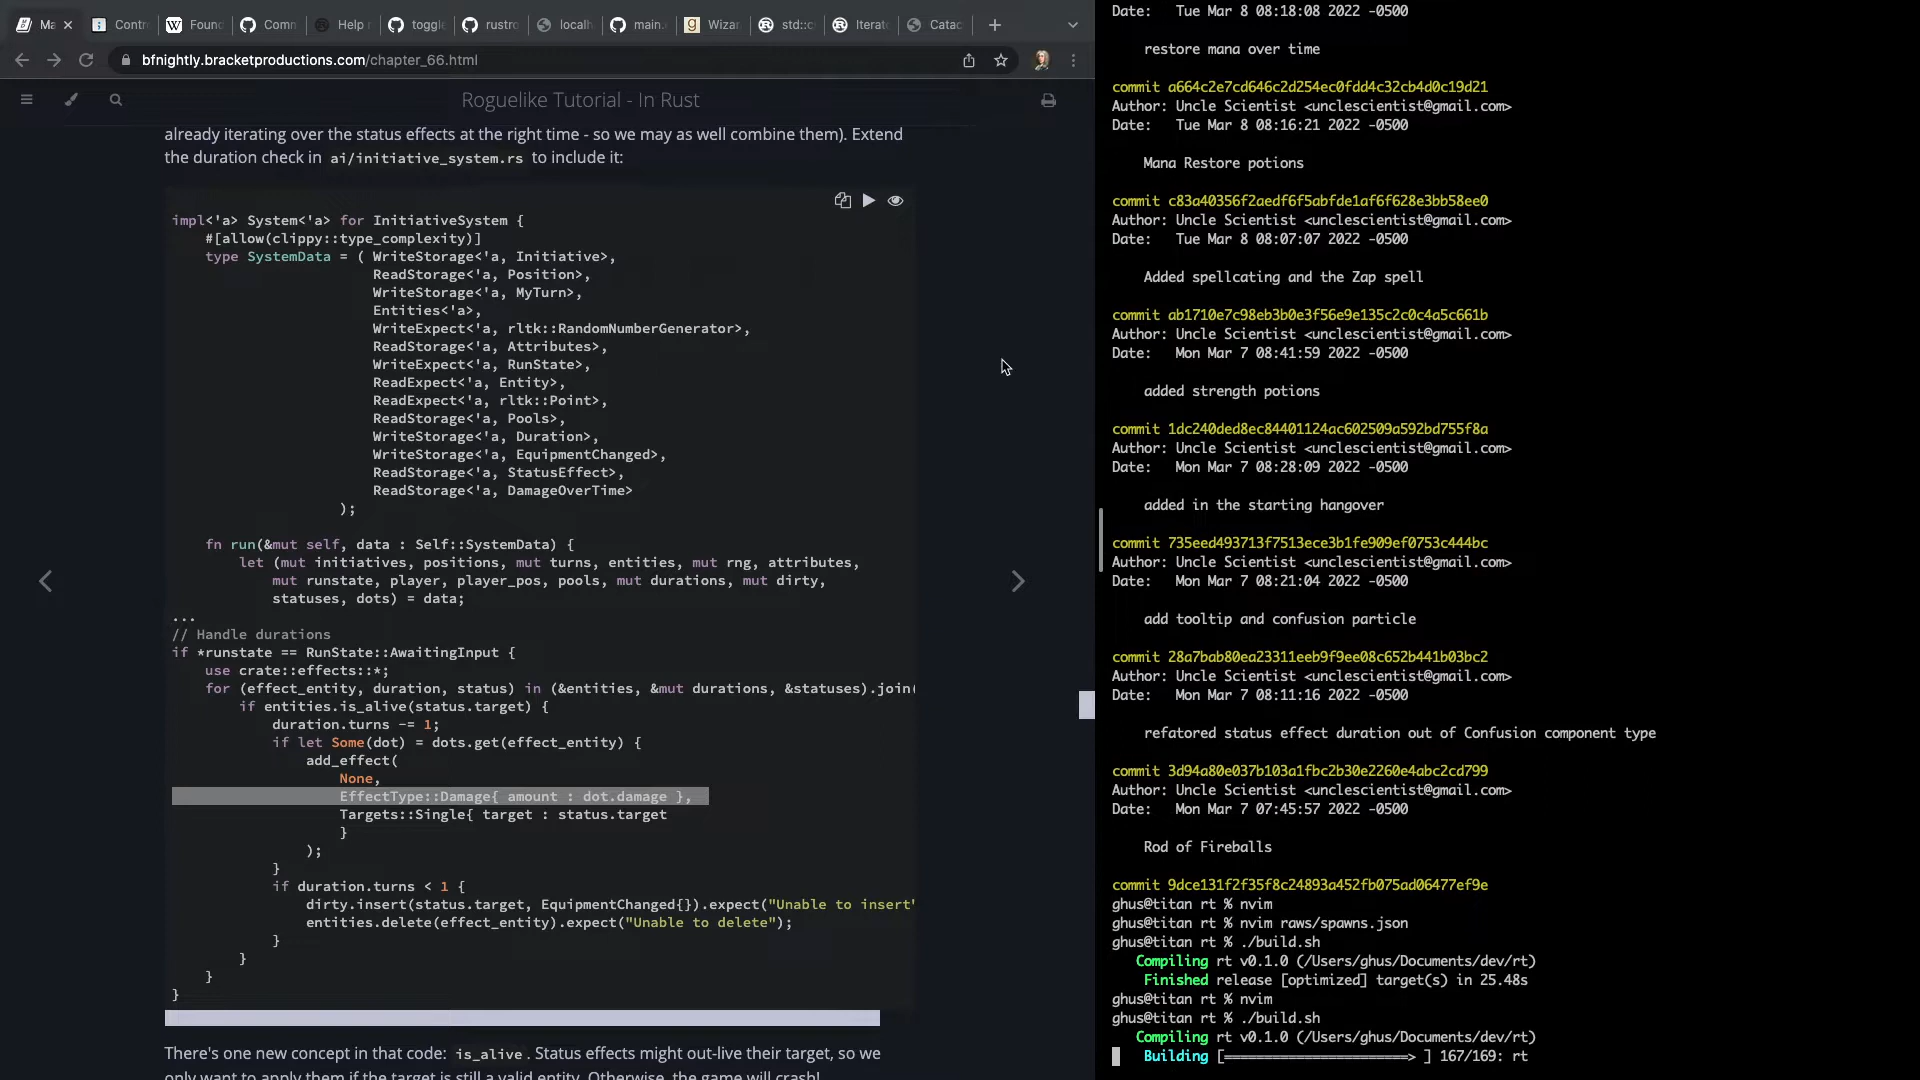 Ma
Contr
Found
Comm
Help
toggle
rustro
localh
main.
Wizar
std::c
Iterato
Catac
bfnightly.bracketproductions.com/chapter_66.html
Roguelike Tutorial - In Rust
already iterating over the status effects at the right time - so we may as well combine them). Extend
the duration check in ai/initiative_system.rs to include it:
impl<'a> System<'a> for InitiativeSystem {
#[allow(clippy::type_complexity)]
type SystemData = ( WriteStorage<'a, Initiative>,
ReadStorage<'a, Position>,
WriteStorage<'a, MyTurn>,
Entities<'a>,
WriteExpect<'a, rltk::RandomNumberGenerator>,
ReadStorage<'a, Attributes>,
WriteExpect<'a, RunState>,
ReadExpect<'a, Entity>,
ReadExpect<'a, rltk::Point>,
ReadStorage<'a, Pools>,
WriteStorage<'a, Duration>,
WriteStorage<'a, EquipmentChanged>,
ReadStorage<'a, StatusEffect>,
ReadStorage<'a, DamageOverTime>
);
fn run(&mut self, data : Self::SystemData) {
let (mut initiatives, positions, mut turns, entities, mut rng, attributes,
mut runstate, player, player_pos, pools, mut durations, mut dirty,
statuses, dots) = data;
...
// Handle durations
if *runstate == RunState::AwaitingInput {
use crate::effects::*;
for (effect_entity, duration, status) in (&entities, &mut durations, &statuses).join(
if entities.is_alive(status.target) {
duration.turns -= 1;
if let Some(dot) = dots.get(effect_entity) {
add_effect(
None,
EffectType::Damage{ amount : dot.damage },
Targets::Single{ target : status.target
}
);
}
if duration.turns < 1 {
dirty.insert(status.target, EquipmentChanged{}).expect("Unable to insert"
entities.delete(effect_entity).expect("Unable to delete");
}
}
}
}
There's one new concept in that code: is_alive. Status effects might out-live their target, so we
only want to apply them if the target is still a valid entity. Otherwise, the game will crash!
Date:   Tue Mar 8 08:18:08 2022 -0500
restore mana over time
commit a664c2e7cd646c2d254ec0fdd4c32cb4d0c19d21
Author: Uncle Scientist <unclescientist@gmail.com>
Date:   Tue Mar 8 08:16:21 2022 -0500
Mana Restore potions
commit c83a40356f2aedf6f5abfde1af6f628e3bb58ee0
Author: Uncle Scientist <unclescientist@gmail.com>
Date:   Tue Mar 8 08:07:07 2022 -0500
Added spellcating and the Zap spell
commit ab1710e7c98eb3b0e3f56e9e135c2c0c4a5c661b
Author: Uncle Scientist <unclescientist@gmail.com>
Date:   Mon Mar 7 08:41:59 2022 -0500
added strength potions
commit 1dc240ded8ec84401124ac602509a592bd755f8a
Author: Uncle Scientist <unclescientist@gmail.com>
Date:   Mon Mar 7 08:28:09 2022 -0500
added in the starting hangover
commit 735eed493713f7513ece3b1fe909ef0753c444bc
Author: Uncle Scientist <unclescientist@gmail.com>
Date:   Mon Mar 7 08:21:04 2022 -0500
add tooltip and confusion particle
commit 28a7bab80ea23311eeb9f9ee08c652b441b03bc2
Author: Uncle Scientist <unclescientist@gmail.com>
Date:   Mon Mar 7 08:11:16 2022 -0500
refatored status effect duration out of Confusion component type
commit 3d94a80e037b103a1fbc2b30e2260e4abc2cd799
Author: Uncle Scientist <unclescientist@gmail.com>
Date:   Mon Mar 7 07:45:57 2022 -0500
Rod of Fireballs
commit 9dce131f2f35f8c24893a452fb075ad06477ef9e
ghus@titan rt % nvim
ghus@titan rt % nvim raws/spawns.json
ghus@titan rt % ./build.sh
Compiling rt v0.1.0 (/Users/ghus/Documents/dev/rt)
Finished release [optimized] target(s) in 25.48s
ghus@titan rt % nvim
ghus@titan rt % ./build.sh
Compiling rt v0.1.0 (/Users/ghus/Documents/dev/rt)
Building [=======================> ] 167/169: rt